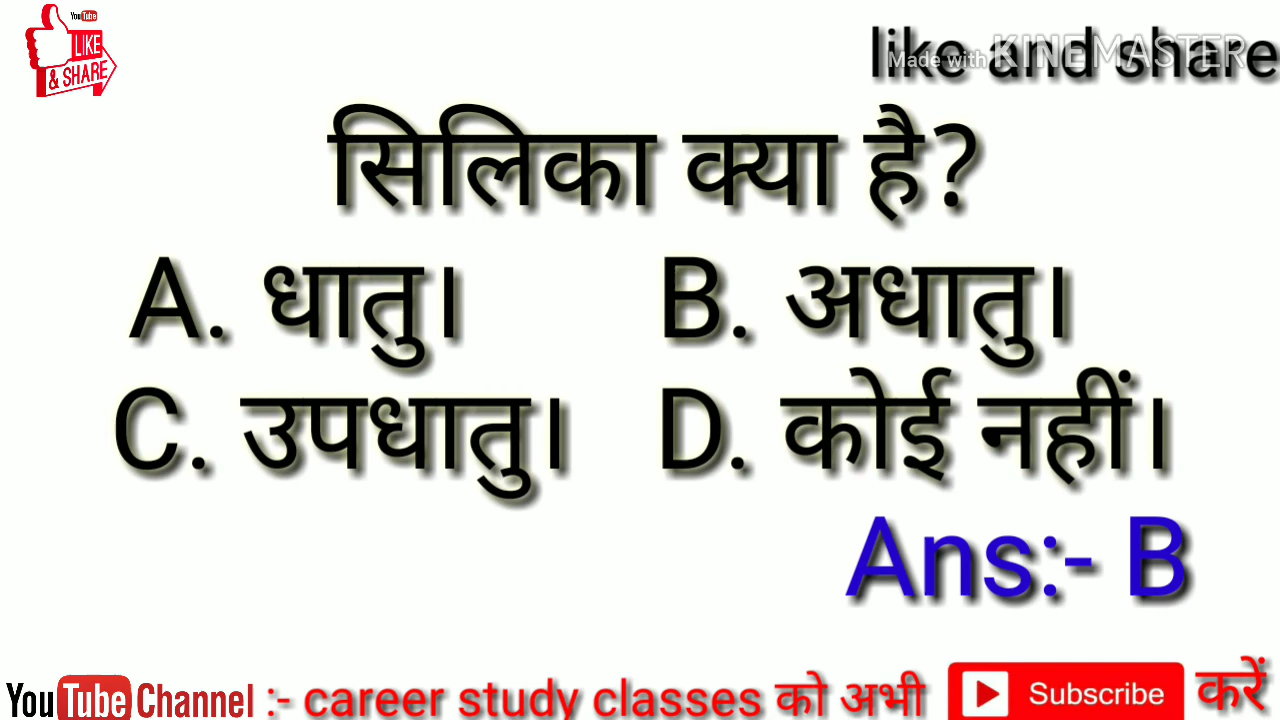 YouTube
LIKE
& SHARE
like and share
Made with KINEMASTER
सिलिका क्या है?
A. धातु। B. अधातु।
C. उपधातु। D. कोई नहीं।
Ans:- B
YouTube Channel :- career study classes को अभी Subscribe करें